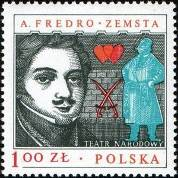 A. FREDRO - ZEMSTA
TEATR NARODOWY
1.00 ZŁ • POLSKA